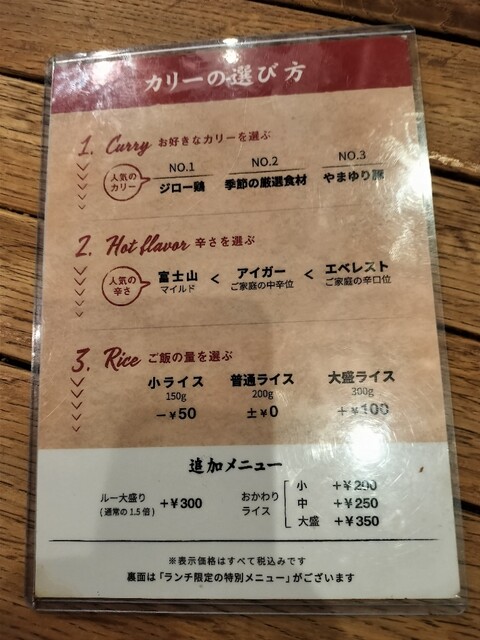 カリーの選び方
1. Curry お好きなカリーを選ぶ
人気の
カリー
NO.1 NO.2 NO.3
ジロー鶏 季節の厳選食材 やまゆり豚
2. Hot flavor 辛さを選ぶ
人気の
辛さ
富士山 < アイガー < エベレスト
マイルド ご家庭の中辛位 ご家庭の辛口位
3. Rice ご飯の量を選ぶ
小ライス 普通ライス 大盛ライス
150g 200g 300g
－¥50 ±¥0 ＋¥100
追加メニュー
ルー大盛り
(通常の1.5倍)
＋¥300
おかわり
ライス
小 ＋¥200
中 ＋¥250
大盛 ＋¥350
※表示価格はすべて税込みです
裏面は「ランチ限定の特別メニュー」がございます